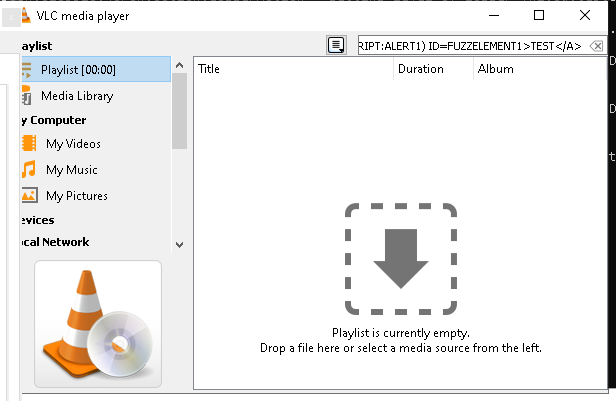 VLC media player
aylist
RIPT:ALERT1) ID=FUZZELEMENT1>TEST</A>
Playlist [00:00]
Media Library
y Computer
My Videos
My Music
My Pictures
evices
ocal Network
Title Duration Album
Playlist is currently empty.
Drop a file here or select a media source from the left.